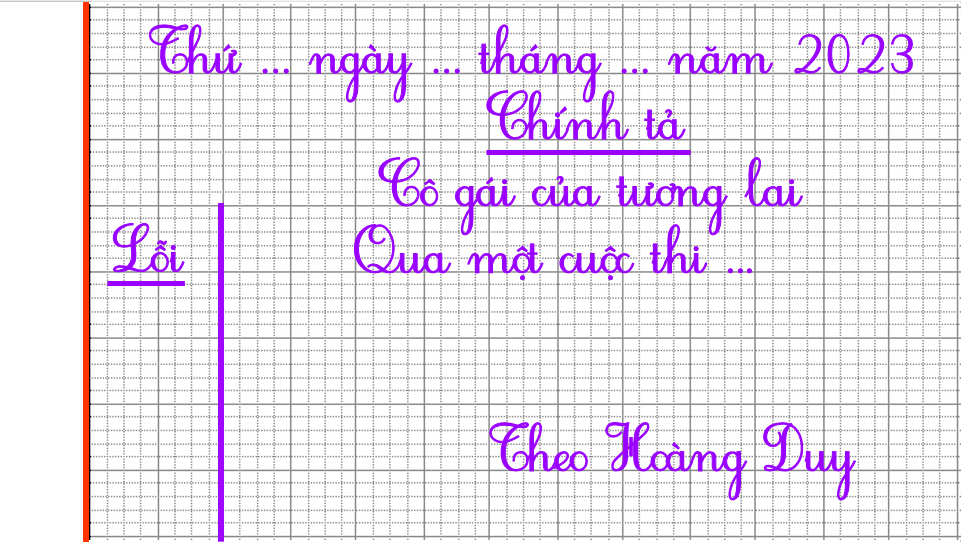 Thứ ... ngày ... tháng ... năm 2023
Chính tả
Cô gái của tương lai
Lỗi
Qua một cuộc thi ...
Theo Hoàng Duy